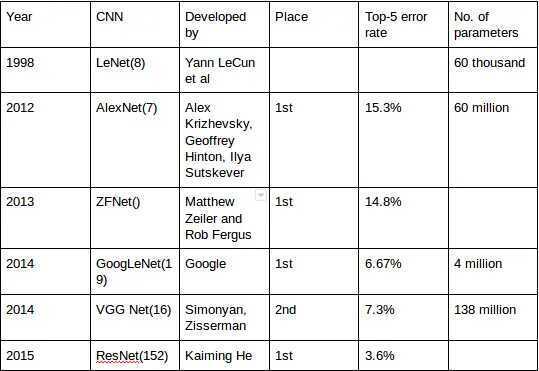 Year CNN Developed by Place Top-5 error rate No. of parameters
1998 LeNet(8) Yann LeCun et al 60 thousand
2012 AlexNet(7) Alex Krizhevsky, Geoffrey Hinton, Ilya Sutskever 1st 15.3% 60 million
2013 ZFNet() Matthew Zeiler and Rob Fergus 1st 14.8%
2014 GoogLeNet(19) Google 1st 6.67% 4 million
2014 VGG Net(16) Simonyan, Zisserman 2nd 7.3% 138 million
2015 ResNet(152) Kaiming He 1st 3.6%